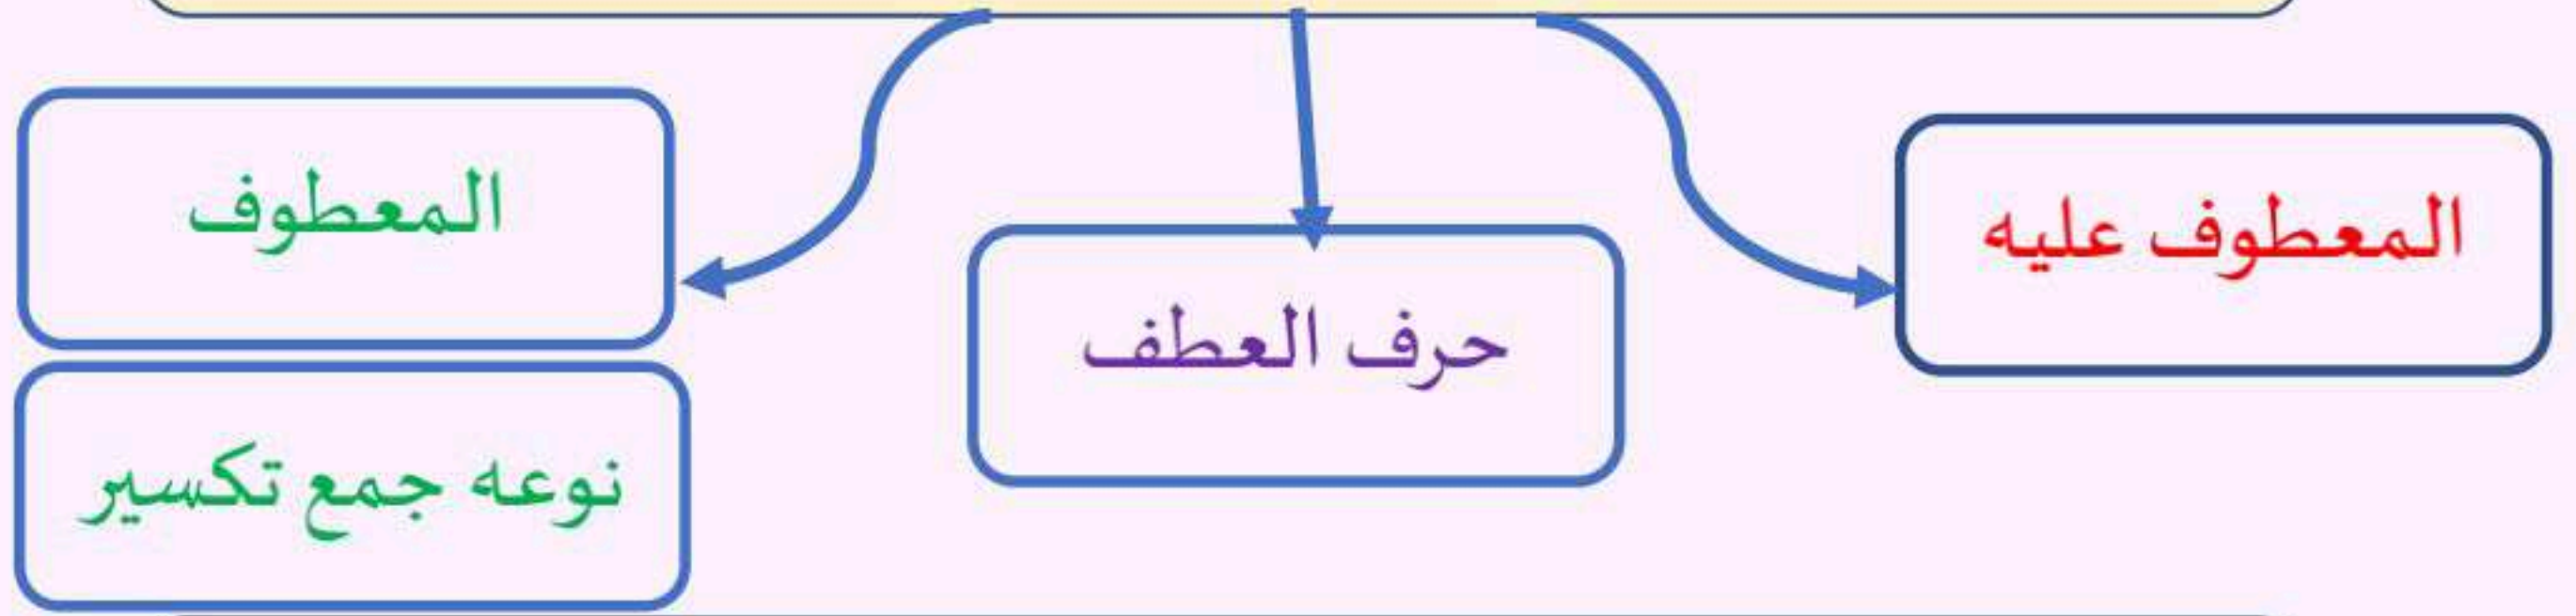 المعطوف عليه
حرف العطف
المعطوف
نوعه جمع تكسير